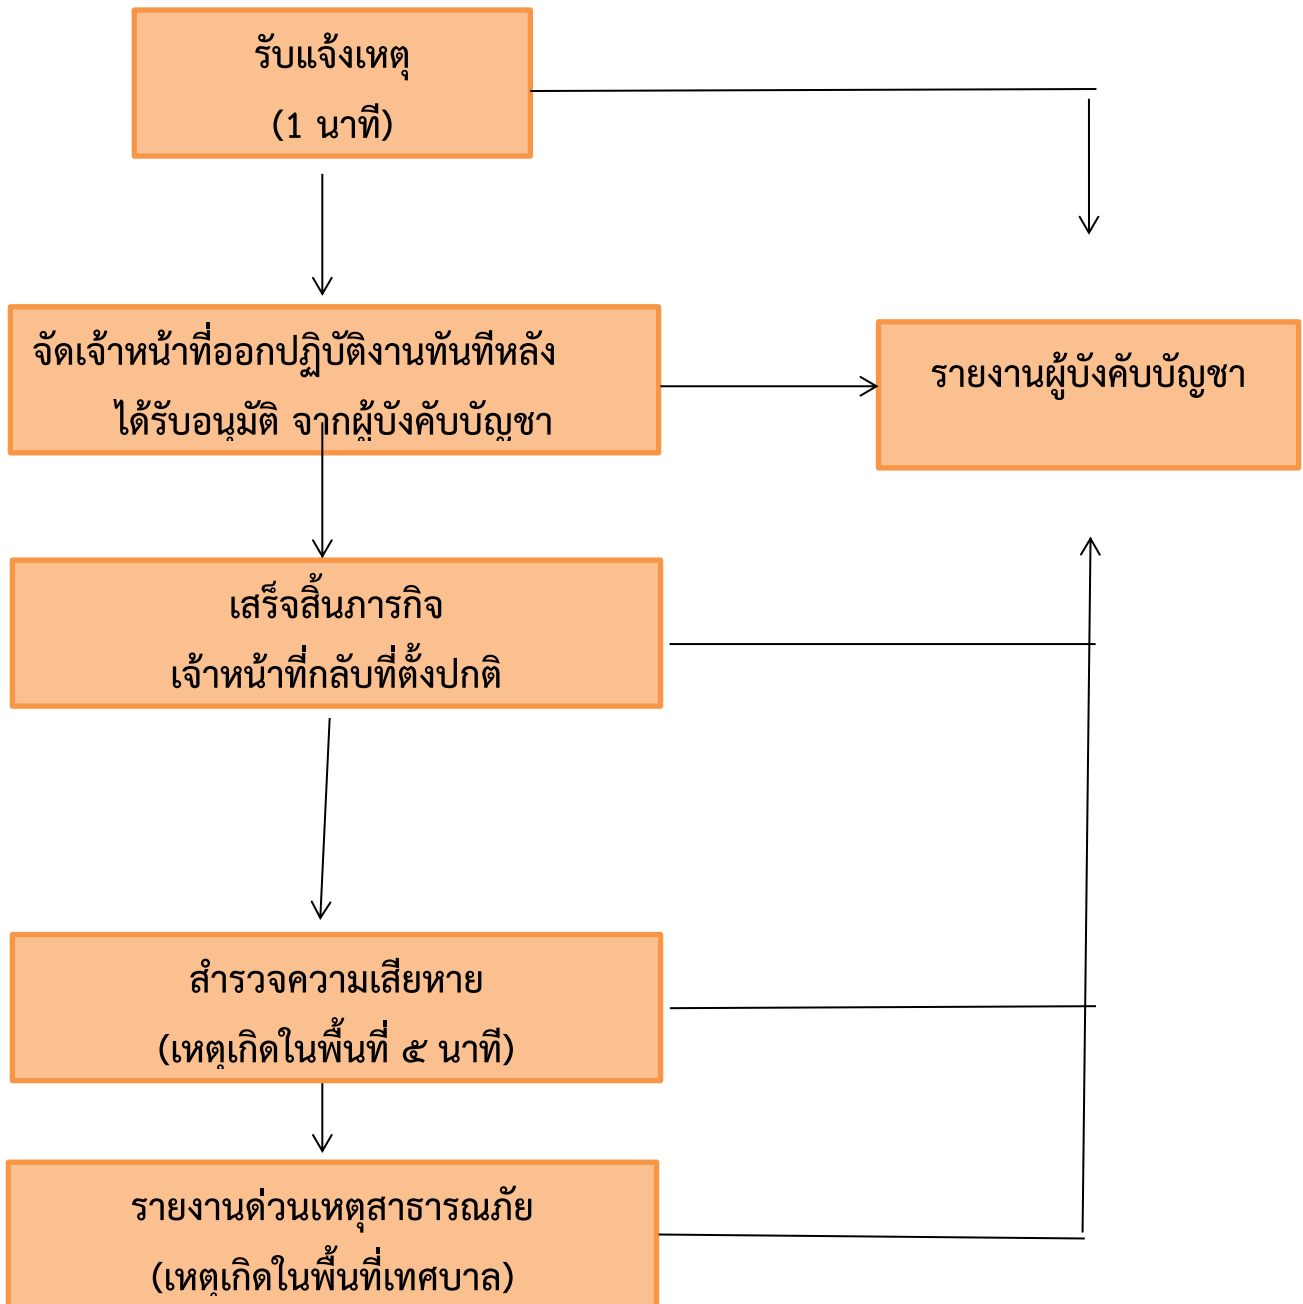 รับแจ้งเหตุ
(1 นาที)
จัดเจ้าหน้าที่ออกปฏิบัติงานทันทีหลัง
ได้รับอนุมัติ จากผู้บังคับบัญชา
รายงานผู้บังคับบัญชา
เสร็จสิ้นภารกิจ
เจ้าหน้าที่กลับที่ตั้งปกติ
สำรวจความเสียหาย
(เหตุเกิดในพื้นที่ ๕ นาที)
รายงานด่วนเหตุสาธารณภัย
(เหตุเกิดในพื้นที่เทศบาล)